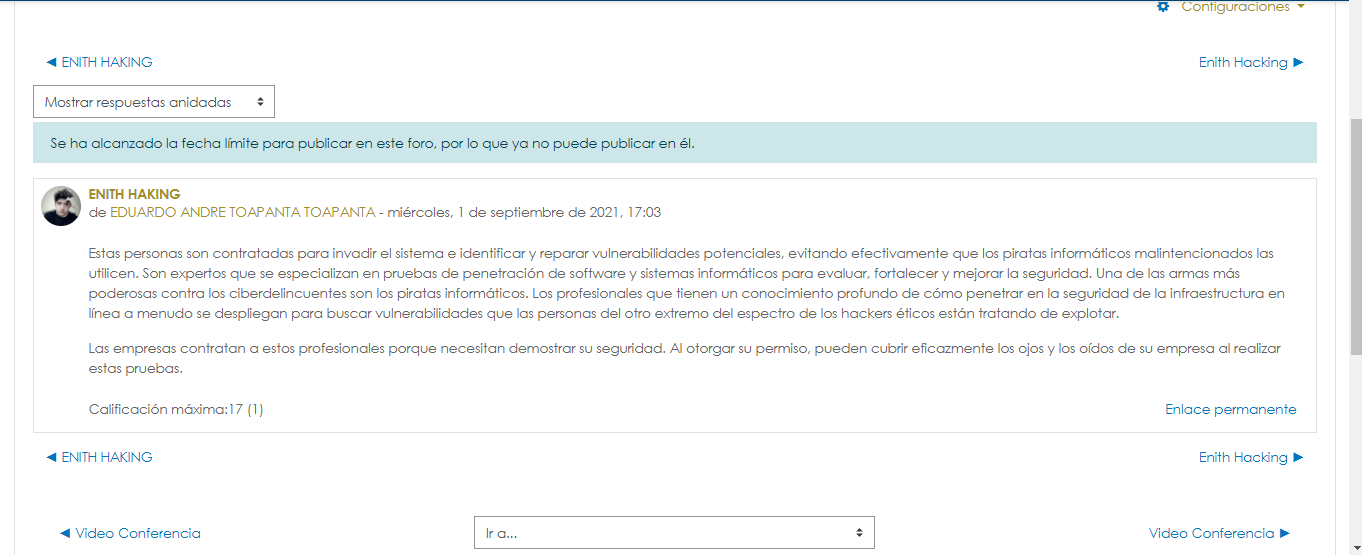 Configuraciones
◀ ENITH HAKING
Enith Hacking ▶
Mostrar respuestas anidadas
Se ha alcanzado la fecha límite para publicar en este foro, por lo que ya no puede publicar en él.
ENITH HAKING
de EDUARDO ANDRE TOAPANTA TOAPANTA - miércoles, 1 de septiembre de 2021, 17:03
Estas personas son contratadas para invadir el sistema e identificar y reparar vulnerabilidades potenciales, evitando efectivamente que los piratas informáticos malintencionados las
utilicen. Son expertos que se especializan en pruebas de penetración de software y sistemas informáticos para evaluar, fortalecer y mejorar la seguridad. Una de las armas más
poderosas contra los ciberdelincuentes son los piratas informáticos. Los profesionales que tienen un conocimiento profundo de cómo penetrar en la seguridad de la infraestructura en
línea a menudo se despliegan para buscar vulnerabilidades que las personas del otro extremo del espectro de los hackers éticos están tratando de explotar.
Las empresas contratan a estos profesionales porque necesitan demostrar su seguridad. Al otorgar su permiso, pueden cubrir eficazmente los ojos y los oídos de su empresa al realizar
estas pruebas.
Calificación máxima:17 (1)
Enlace permanente
◀ ENITH HAKING
Enith Hacking ▶
◀ Video Conferencia
Ir a...
Video Conferencia ▶